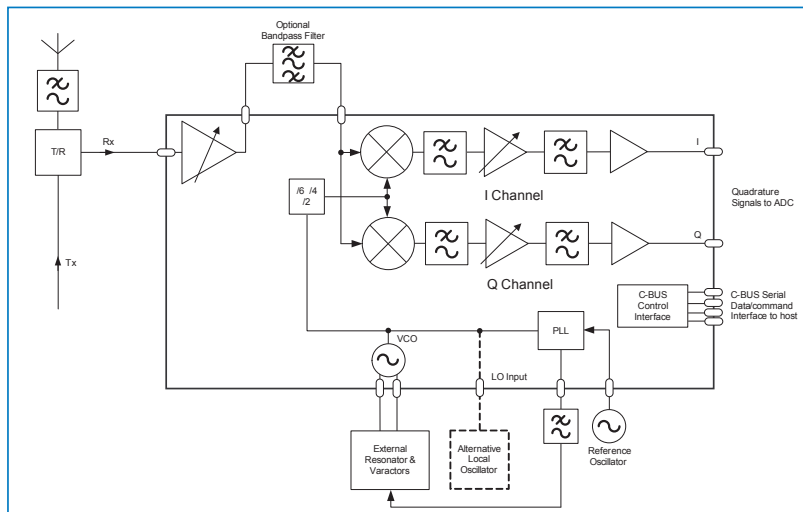 Optional
Bandpass Filter
T/R
Rx
Tx
/6 /4
/2
I Channel
I
Q Channel
Q
Quadrature
Signals to ADC
C-BUS
Control
Interface
C-BUS Serial
Data/command
Interface to host
VCO
PLL
LO Input
External
Resonator &
Varactors
Alternative
Local
Oscillator
Reference
Oscillator